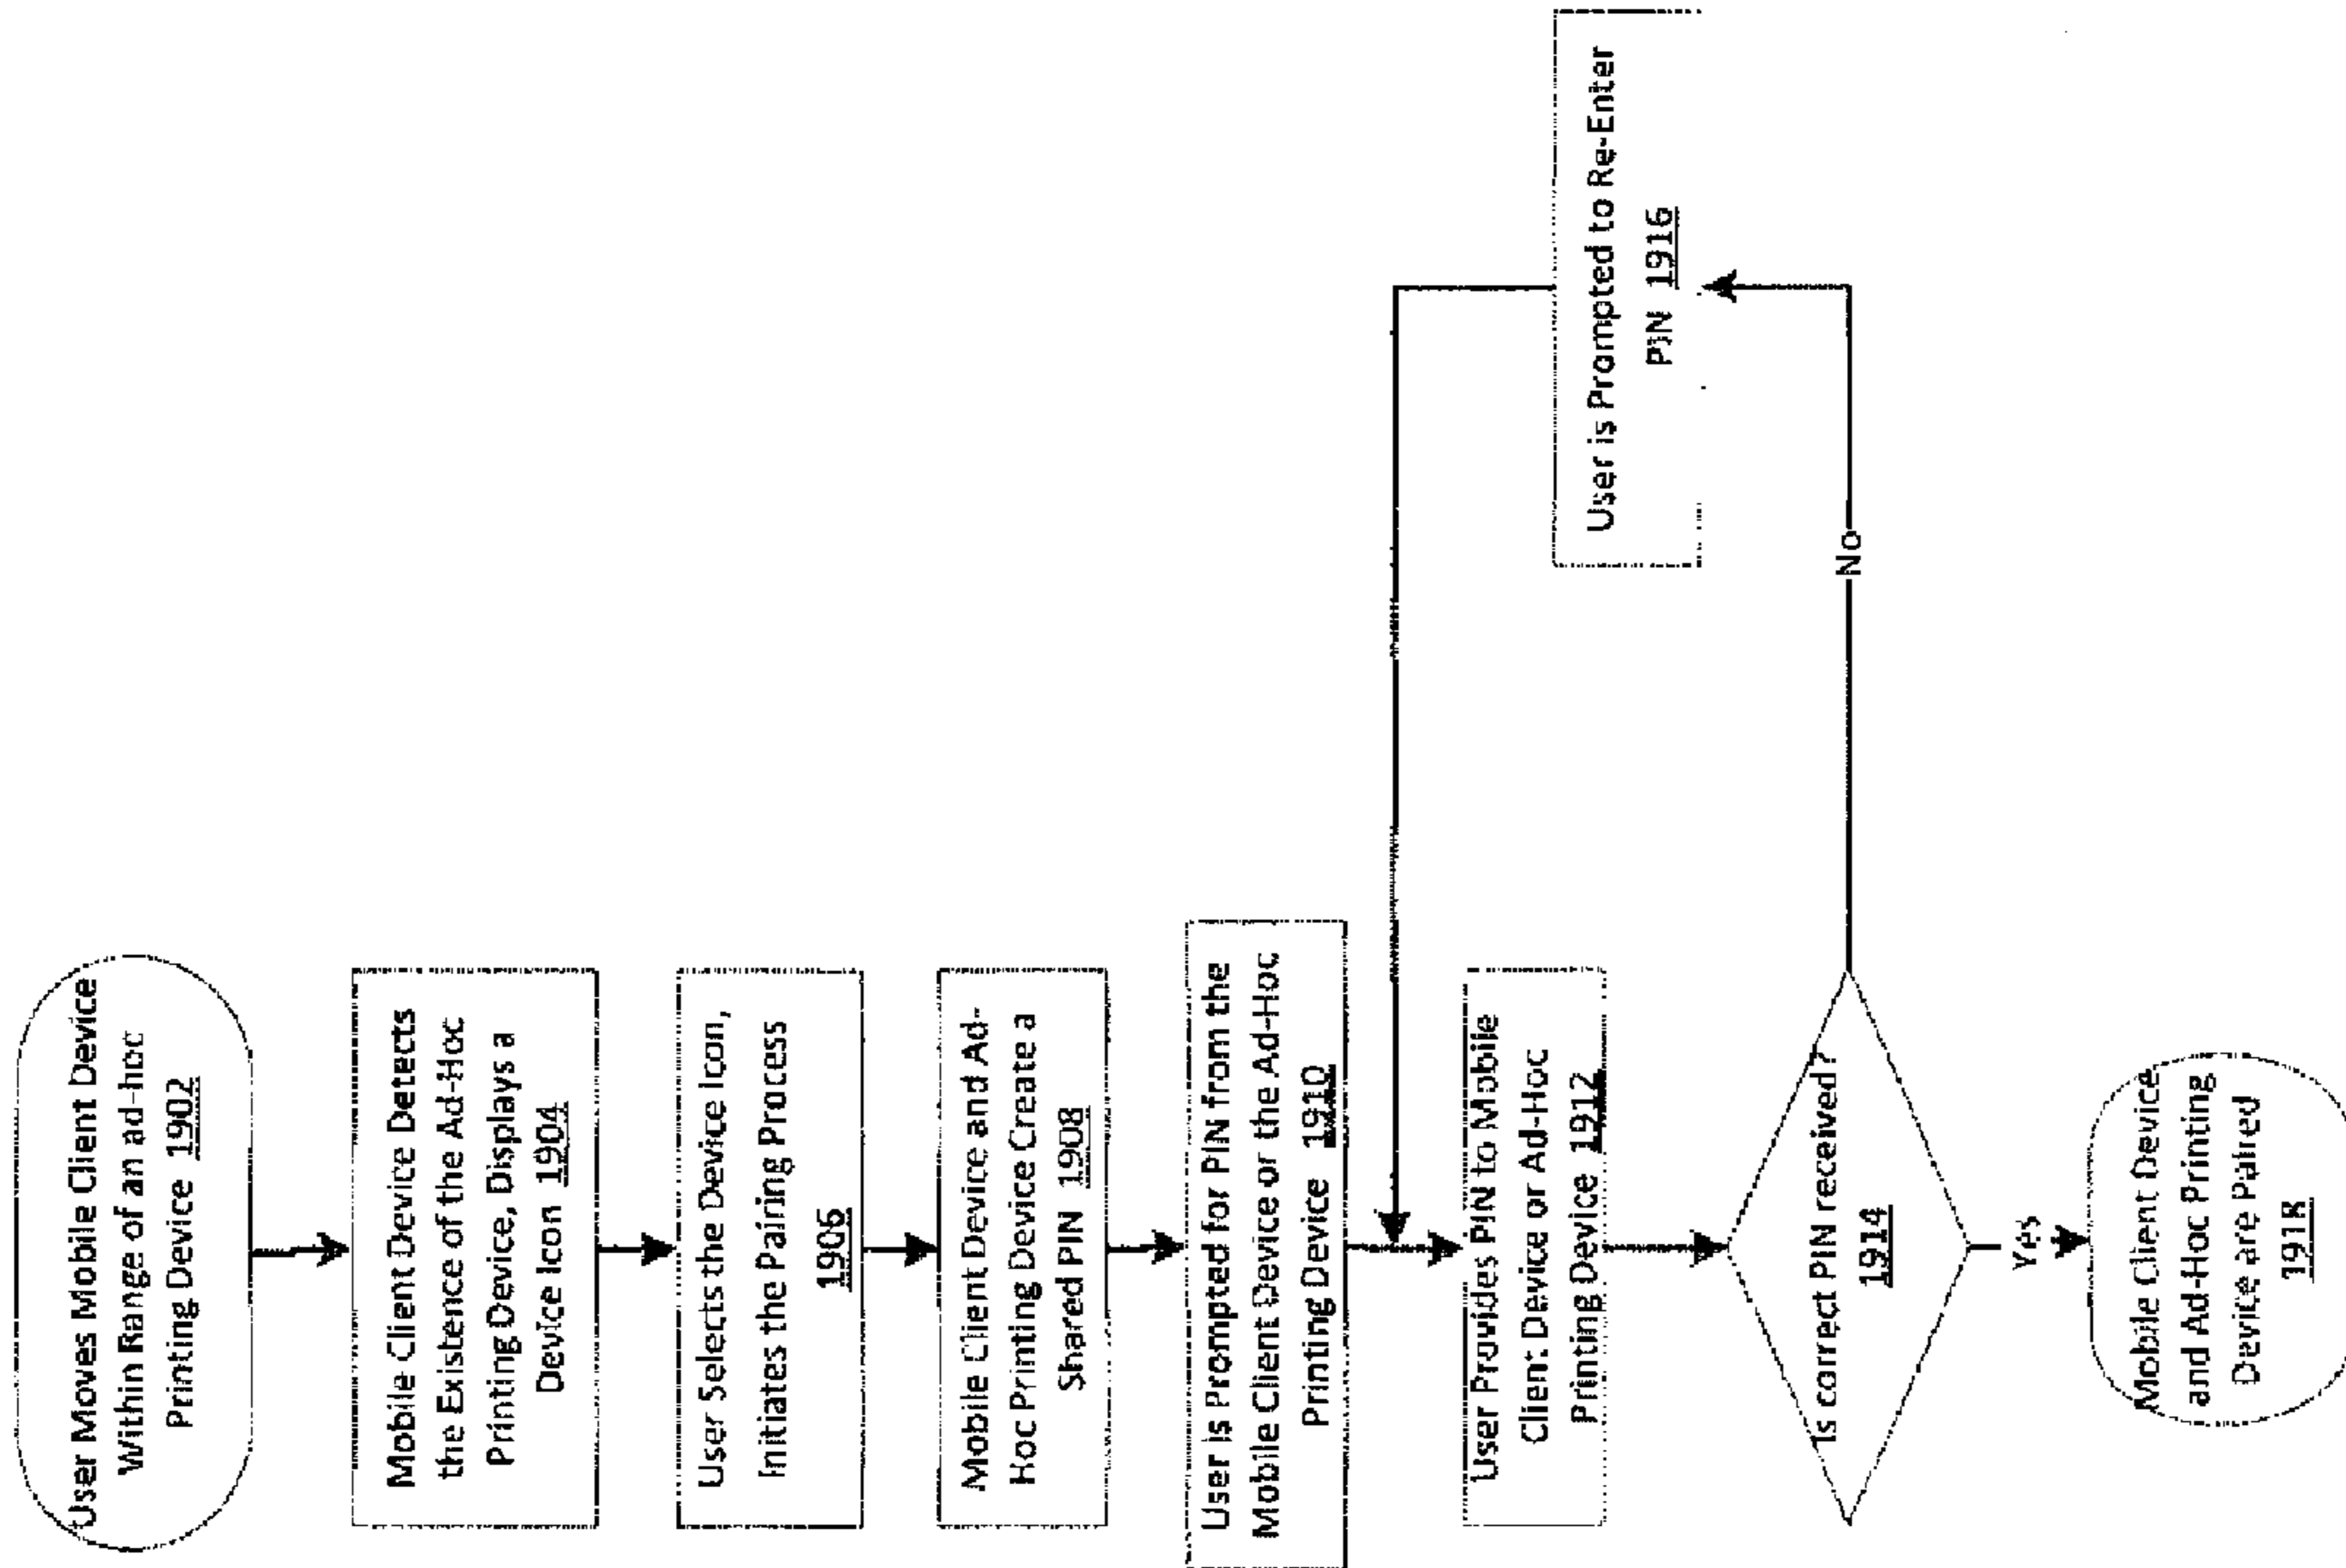 User Moves Mobile Client Device
Within Range of an ad-hoc
Printing Device 1902
Mobile Client Device Detects
the Existence of the Ad-Hoc
Printing Device, Displays a
Device Icon 1904
User Selects the Device Icon,
Initiates the Pairing Process
1906
Mobile Client Device and Ad-
Hoc Printing Device Create a
Shared PIN 1908
User is Prompted for PIN from the
Mobile Client Device or the Ad-Hoc
Printing Device 1910
User Provides PIN to Mobile
Client Device or Ad-Hoc
Printing Device 1912
Is correct PIN received?
1914
No
User is Prompted to Re-Enter
PIN 1916
Yes
Mobile Client Device
and Ad-Hoc Printing
Device are Paired
1918